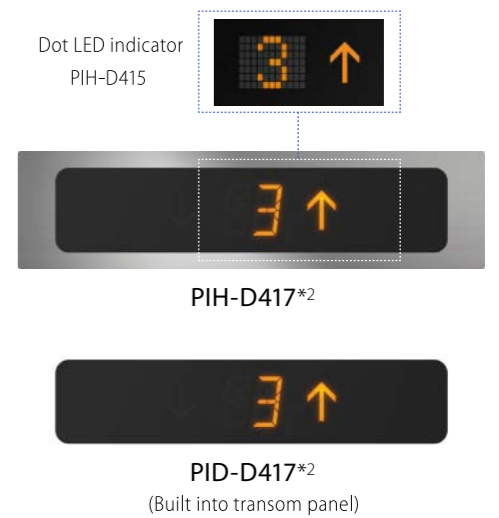 Dot LED indicator
PIH-D415
3 ↑
3 ↑
PIH-D417*2
3 ↑
PID-D417*2
(Built into transom panel)